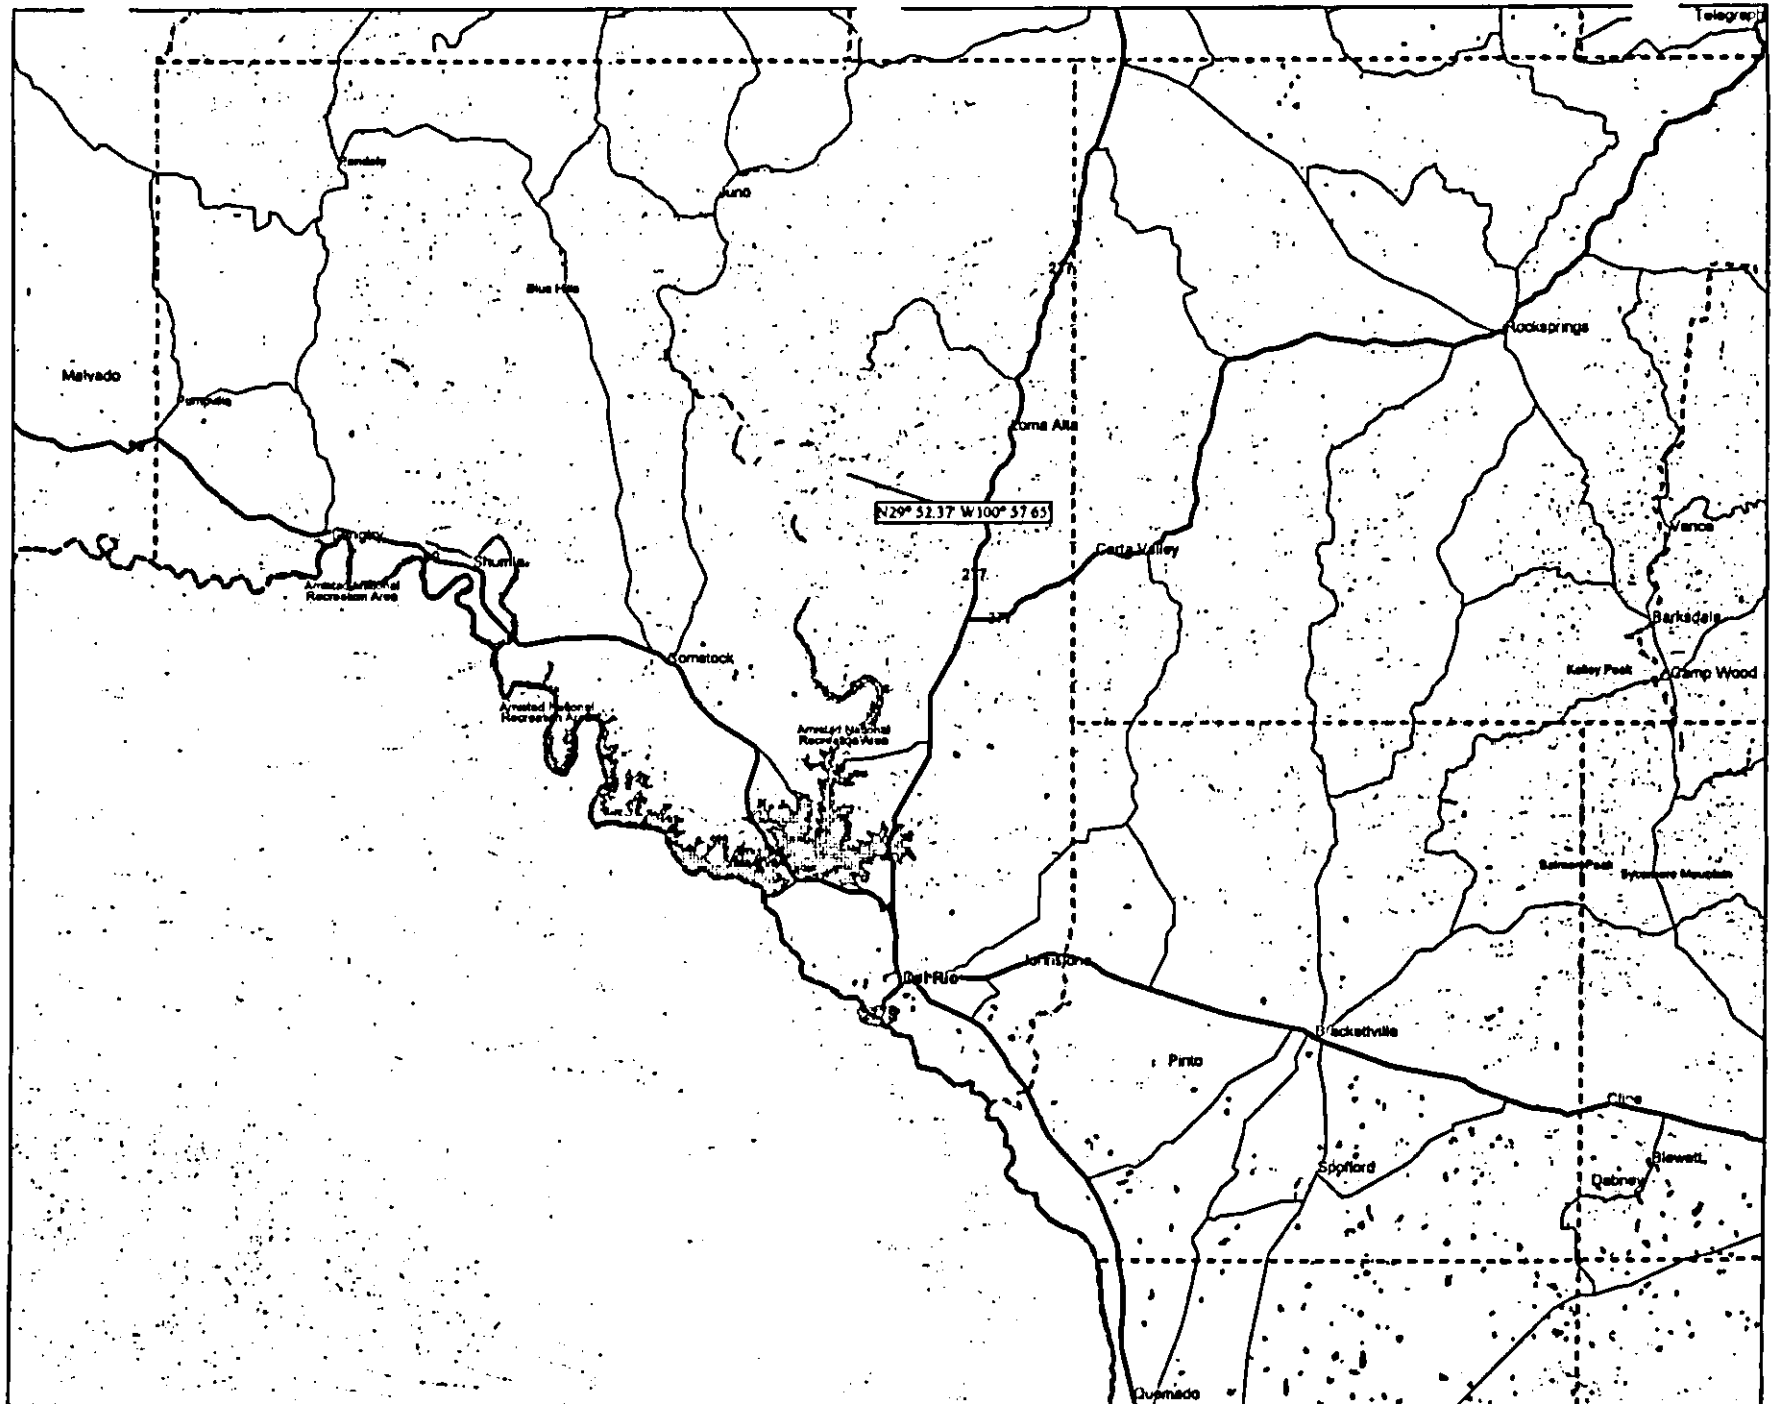 Telegraph
Pandale
Juno
277
Blue Hills
Rocksprings
Malvado
Pumpville
Loma Alta
N29° 52.37' W100° 57.65
Vance
Langtry
Carta Valley
Shumla
277
Amistad National
Recreation Area
377
Barksdale
Comstock
Kelley Peak
Camp Wood
Amistad National
Recreation Area
Amistad National
Recreation Area
Salmon Peak
Sycamore Mountain
Johnstone
Del Rio
Brackettville
Pinto
Cline
Blewett
Spofford
Dabney
Quemado